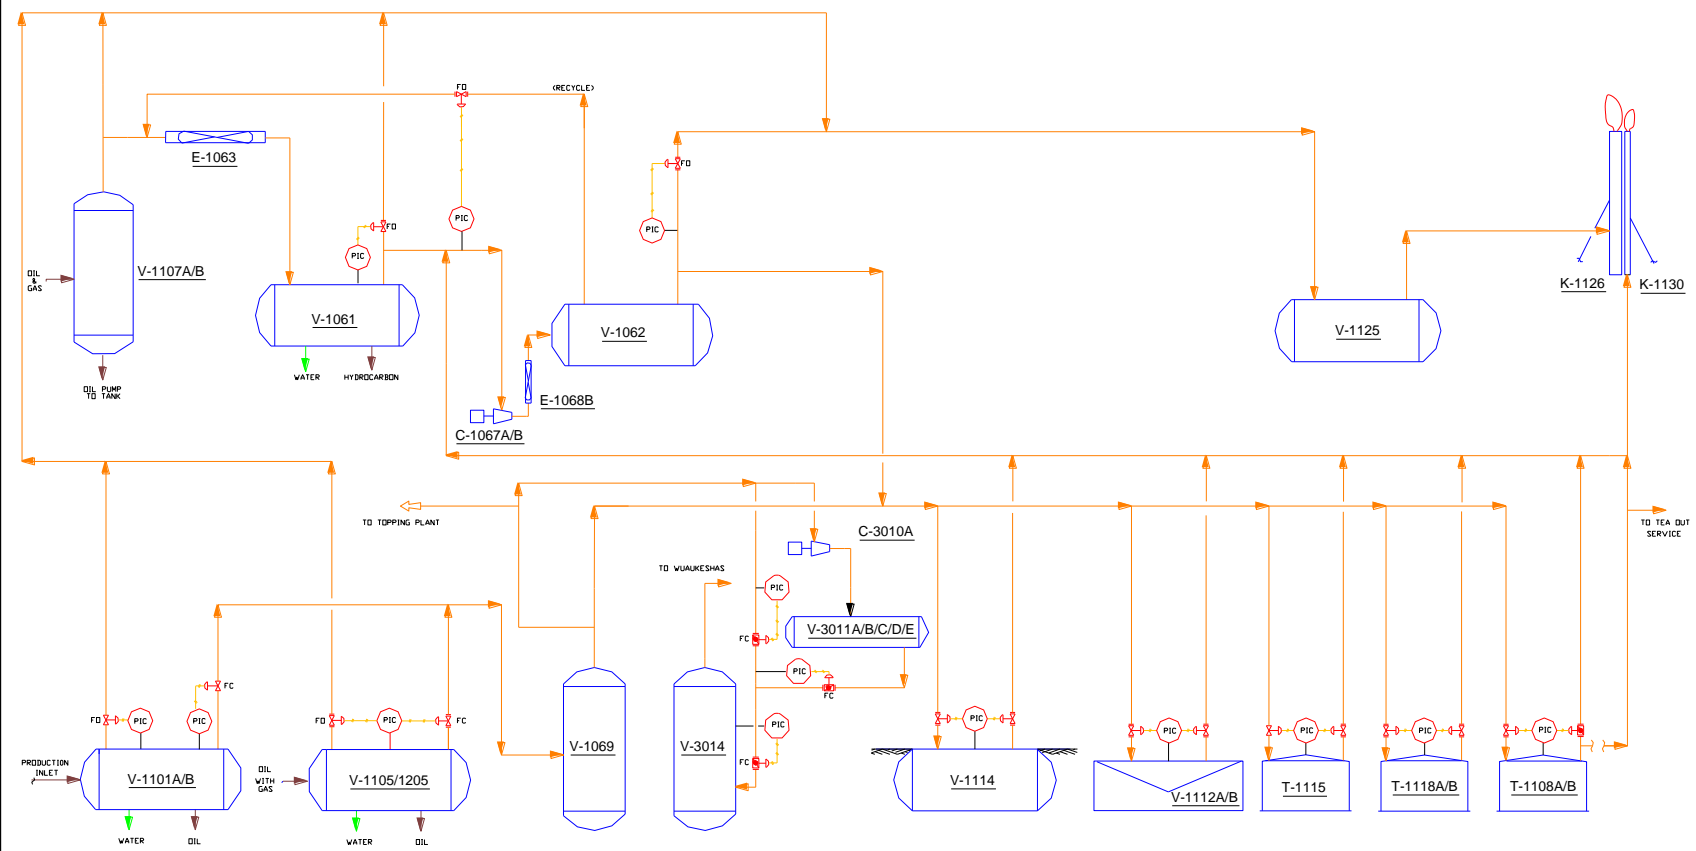 FO
(RECYCLE)
E-1063
FO
PIC
FO
PIC
FO
PIC
PIC
OIL
&
GAS
V-1107A/B
K-1126
K-1130
V-1061
V-1062
V-1125
WATER
HYDROCARBON
OIL PUMP
TO TANK
E-1068B
C-1067A/B
TO TOPPING PLANT
C-3010A
TO TEA OUT
SERVICE
TO WUAUKESHAS
PIC
FC
V-3011A/B/C/D/E
PIC
FC
FC
FO
PIC
PIC
FO
PIC
FC
PIC
PIC
PIC
PIC
PIC
PIC
V-1069
V-3014
FC
PRODUCTION
INLET
V-1101A/B
OIL
WITH
GAS
V-1105/1205
V-1114
V-1112A/B
T-1115
T-1118A/B
T-1108A/B
WATER
OIL
WATER
OIL